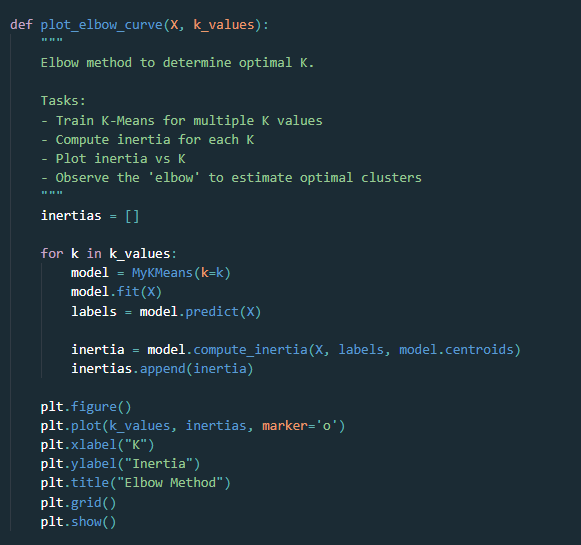 def plot_elbow_curve(X, k_values):
    """
    Elbow method to determine optimal K.

    Tasks:
    - Train K-Means for multiple K values
    - Compute inertia for each K
    - Plot inertia vs K
    - Observe the 'elbow' to estimate optimal clusters
    """
    inertias = []

    for k in k_values:
        model = MyKMeans(k=k)
        model.fit(X)
        labels = model.predict(X)

        inertia = model.compute_inertia(X, labels, model.centroids)
        inertias.append(inertia)

    plt.figure()
    plt.plot(k_values, inertias, marker='o')
    plt.xlabel("K")
    plt.ylabel("Inertia")
    plt.title("Elbow Method")
    plt.grid()
    plt.show()